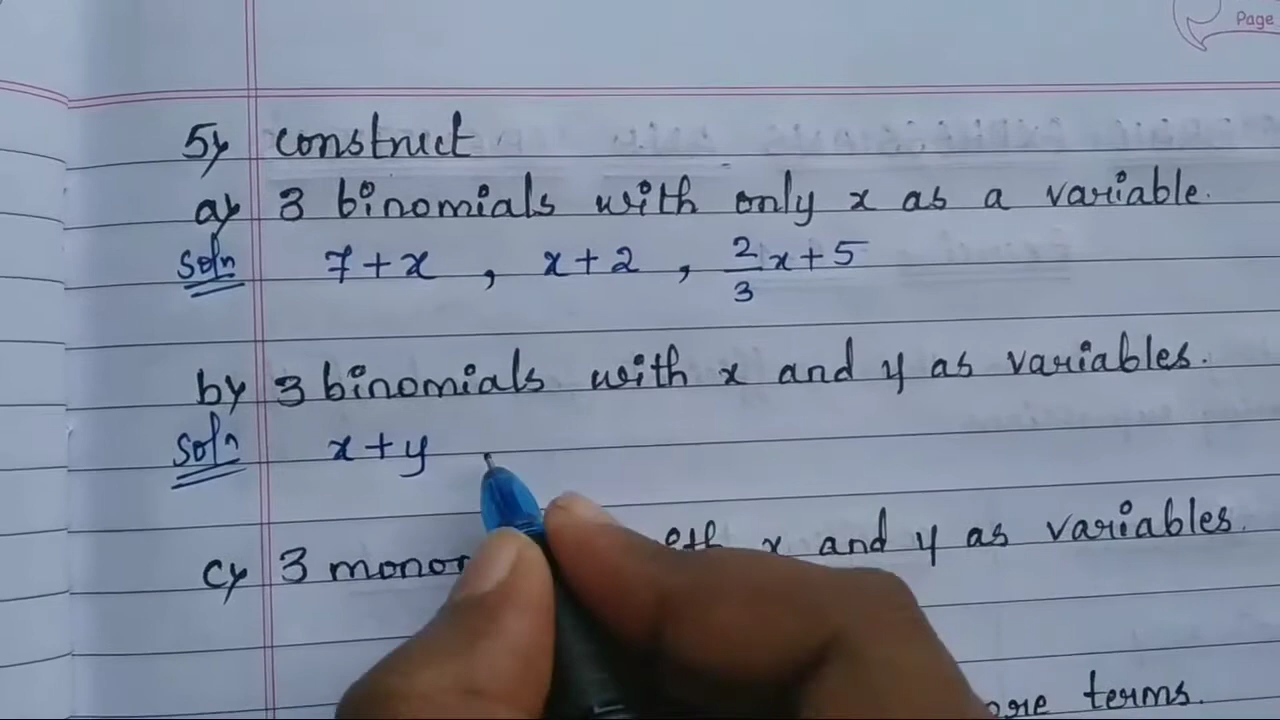 Page
5) construct
a) 3 binomials with only x as a variable.
Soln 7+x , x+2 , 2/3 x+5
b) 3 binomials with x and y as variables.
Soln x+y
c) 3 x and y as variables.
terms.